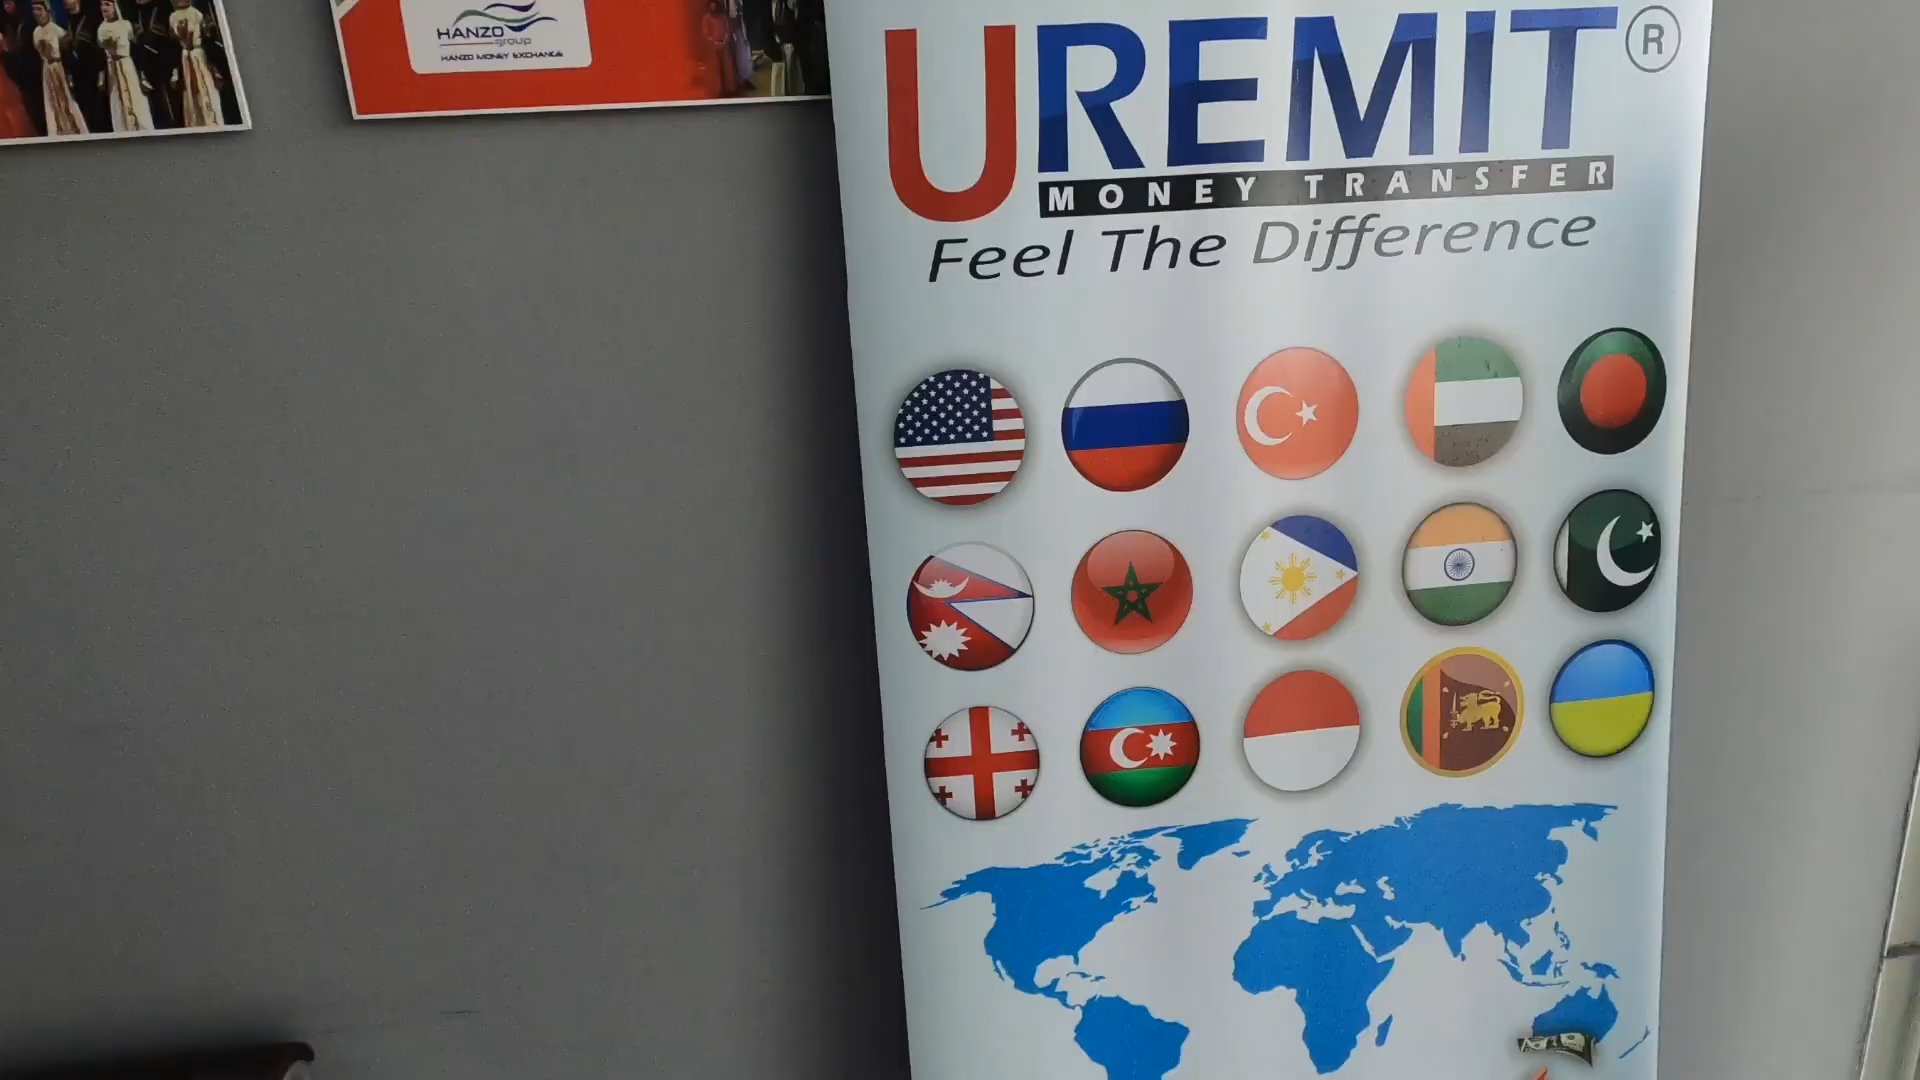 HANZO
group
HANZO MONEY EXCHANGE
UREMIT®
MONEY TRANSFER
Feel The Difference